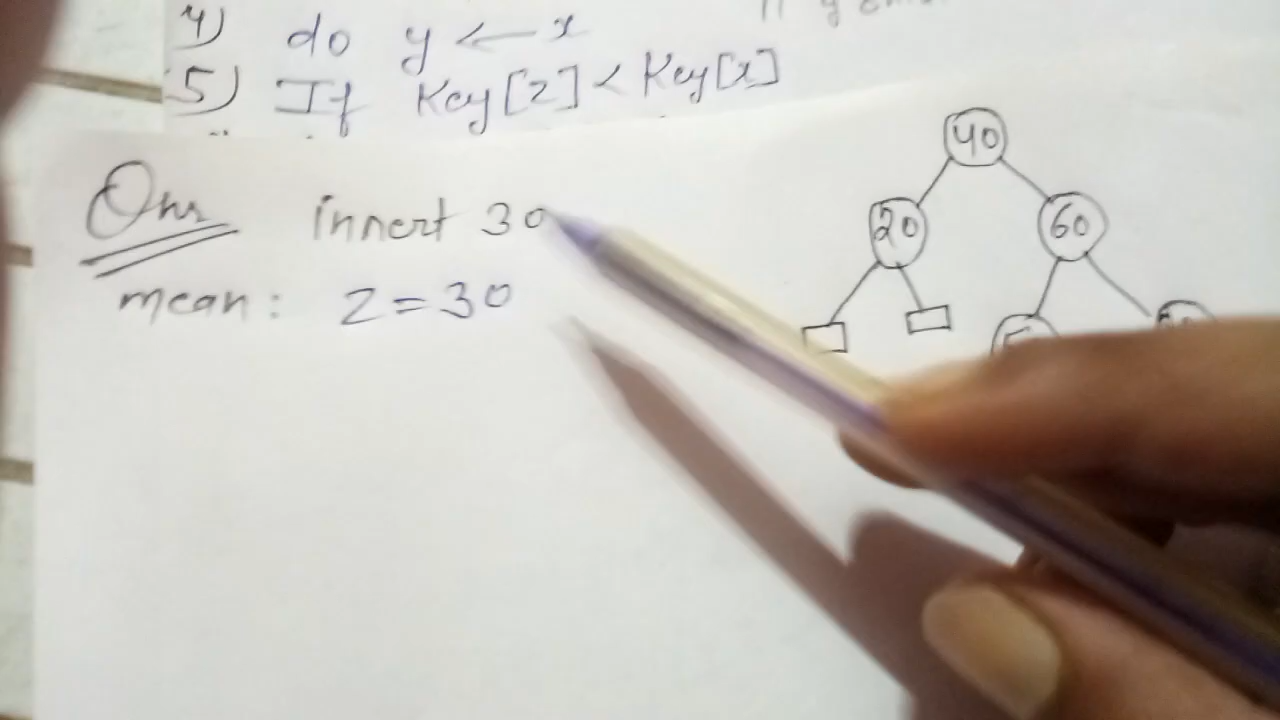 4) do y ← x
5) If Key[z] < Key[x]
Ans insert 30
mean: z = 30
40
20 60